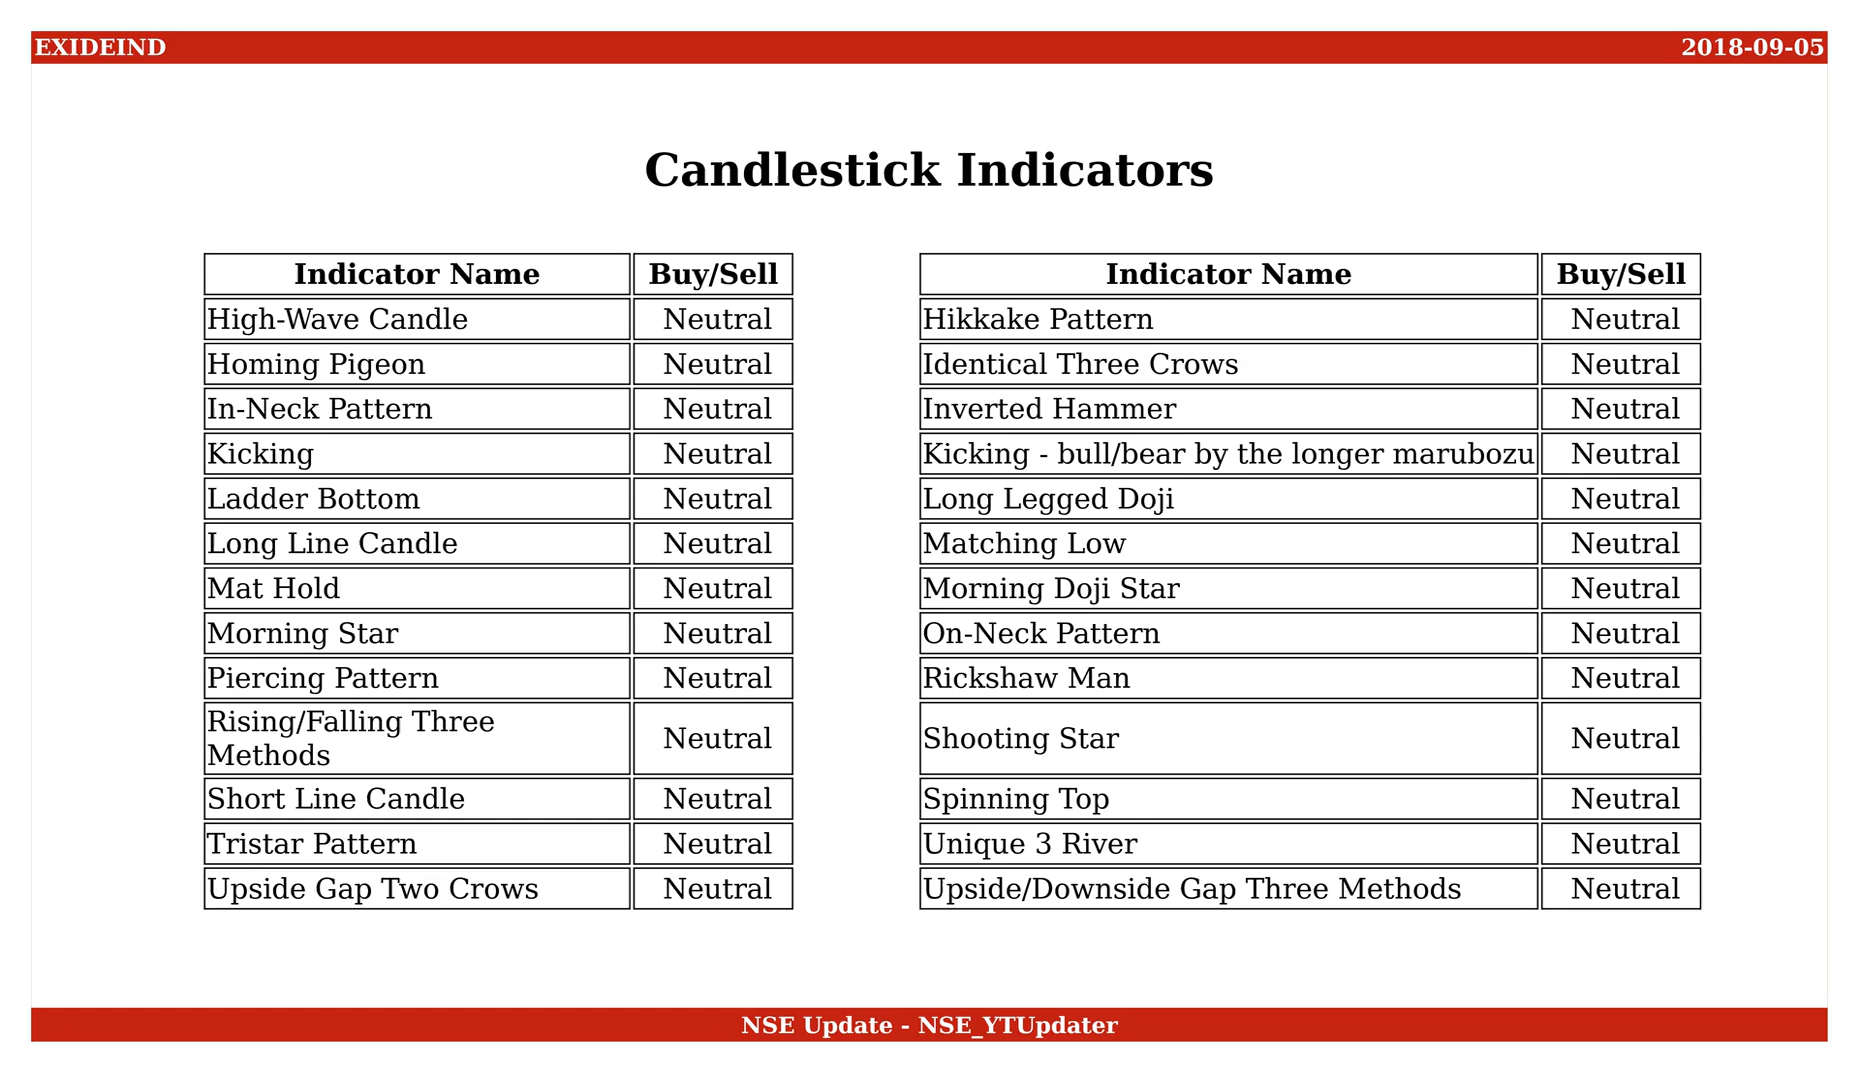 EXIDEIND 2018-09-05
Candlestick Indicators
Indicator Name Buy/Sell
High-Wave Candle Neutral
Homing Pigeon Neutral
In-Neck Pattern Neutral
Kicking Neutral
Ladder Bottom Neutral
Long Line Candle Neutral
Mat Hold Neutral
Morning Star Neutral
Piercing Pattern Neutral
Rising/Falling Three
Methods Neutral
Short Line Candle Neutral
Tristar Pattern Neutral
Upside Gap Two Crows Neutral
Indicator Name Buy/Sell
Hikkake Pattern Neutral
Identical Three Crows Neutral
Inverted Hammer Neutral
Kicking - bull/bear by the longer marubozu Neutral
Long Legged Doji Neutral
Matching Low Neutral
Morning Doji Star Neutral
On-Neck Pattern Neutral
Rickshaw Man Neutral
Shooting Star Neutral
Spinning Top Neutral
Unique 3 River Neutral
Upside/Downside Gap Three Methods Neutral
NSE Update - NSE_YTUpdater